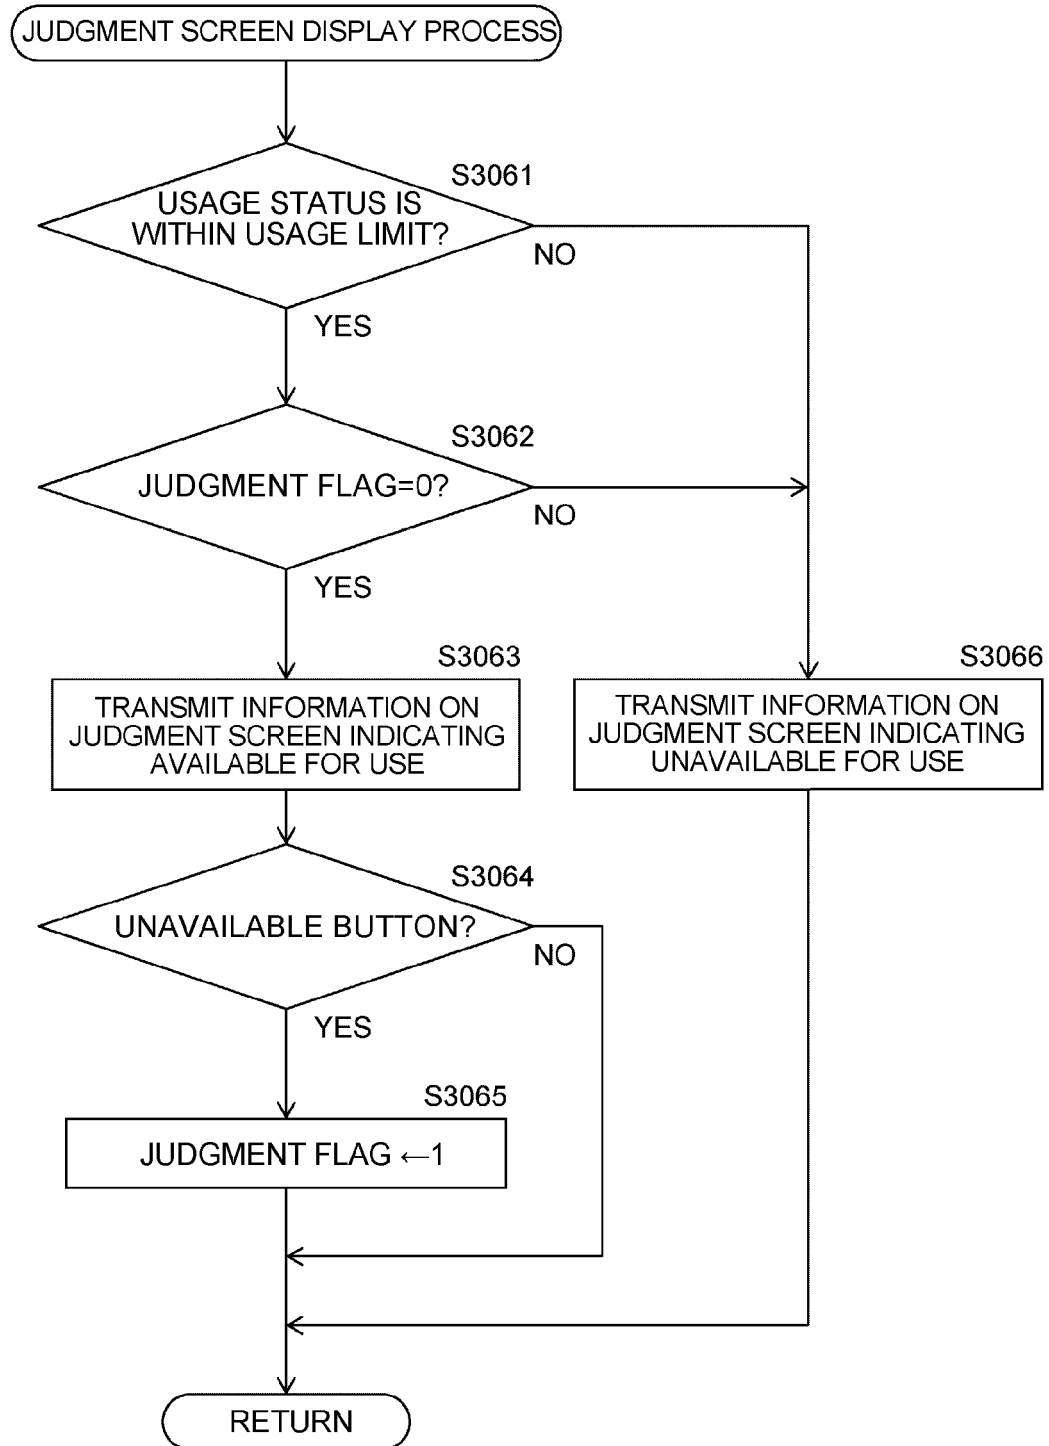 JUDGMENT SCREEN DISPLAY PROCESS
S3061
USAGE STATUS IS
WITHIN USAGE LIMIT?
NO
YES
S3062
JUDGMENT FLAG=0?
NO
YES
S3063
TRANSMIT INFORMATION ON
JUDGMENT SCREEN INDICATING
AVAILABLE FOR USE
S3066
TRANSMIT INFORMATION ON
JUDGMENT SCREEN INDICATING
UNAVAILABLE FOR USE
S3064
UNAVAILABLE BUTTON?
NO
YES
S3065
JUDGMENT FLAG ←1
RETURN